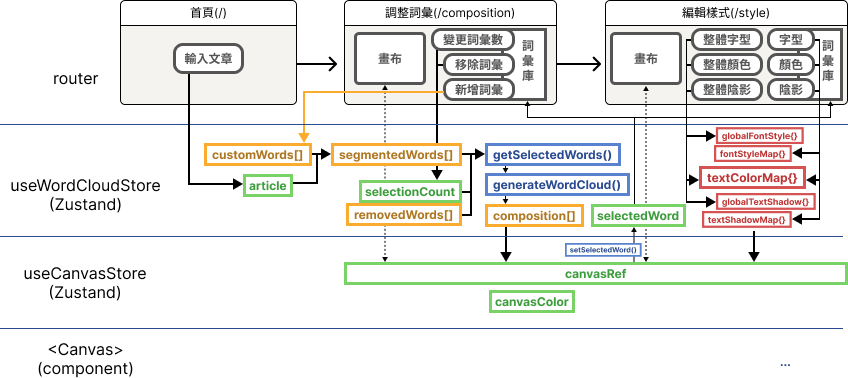 首頁(/)
調整詞彙(/composition)
編輯樣式(/style)
輸入文章
畫布
變更詞彙數
移除詞彙
新增詞彙
詞彙庫
畫布
整體字型
整體顏色
整體陰影
字型
顏色
陰影
詞彙庫
router
customWords[]
segmentedWords[]
getSelectedWords()
globalFontStyle{}
fontStyleMap{}
useWordCloudStore
(Zustand)
article
selectionCount
generateWordCloud()
textColorMap{}
removedWords[]
composition[]
selectedWord
globalTextShadow{}
textShadowMap{}
setSelectedWord()
useCanvasStore
(Zustand)
canvasRef
canvasColor
<Canvas>
(component)
...